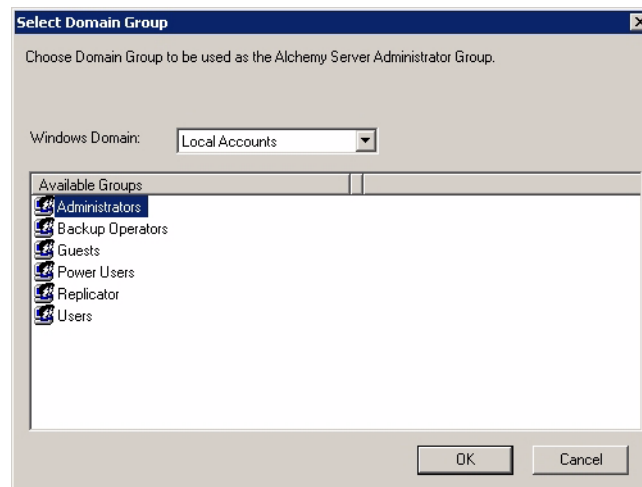 Select Domain Group
Choose Domain Group to be used as the Alchemy Server Administrator Group.
Windows Domain:
Local Accounts
Available Groups
Administrators
Backup Operators
Guests
Power Users
Replicator
Users
OK
Cancel